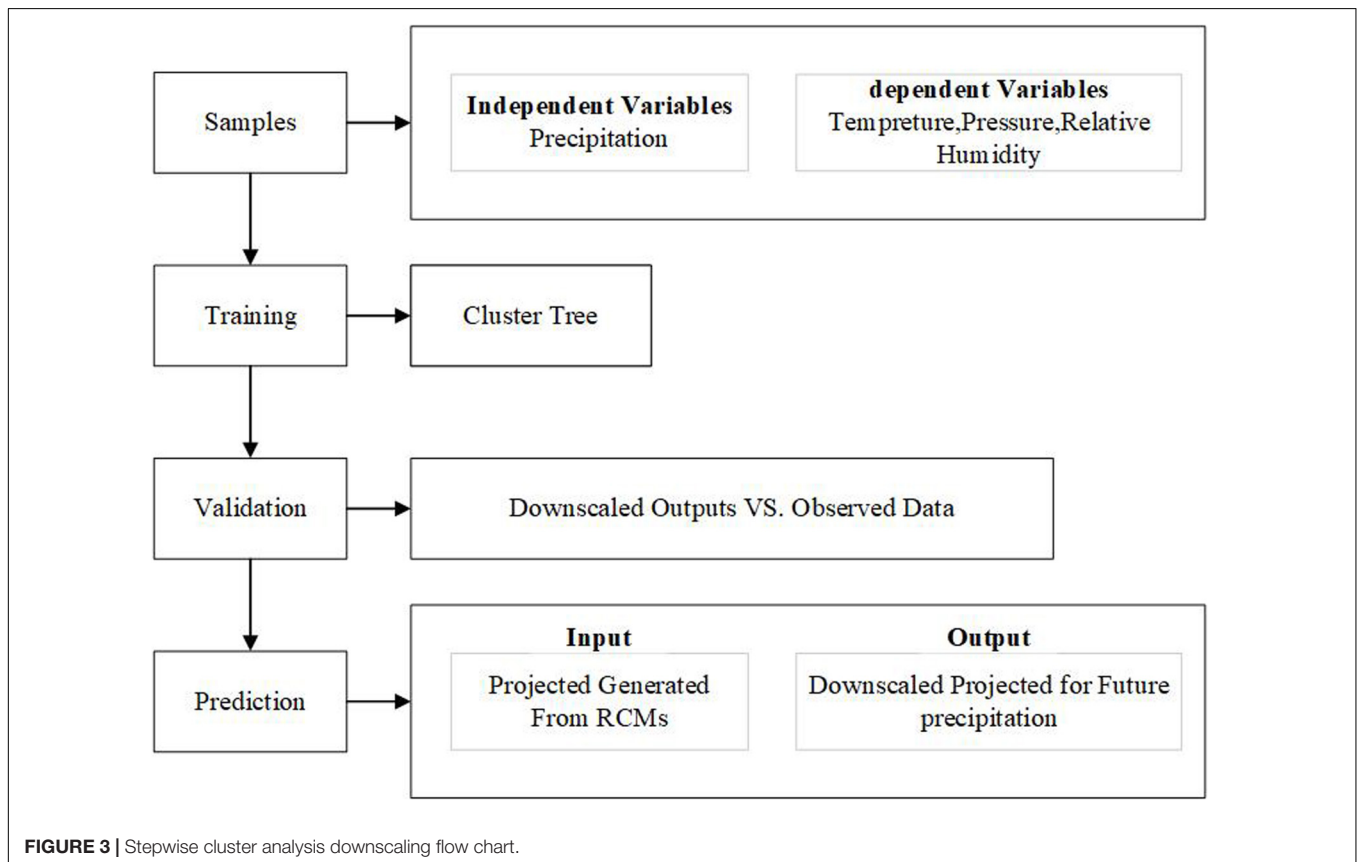 Samples
Independent Variables
Precipitation
dependent Variables
Tempreture,Pressure,Relative
Humidity
Training
Cluster Tree
Validation
Downscaled Outputs VS. Observed Data
Prediction
Input
Projected Generated
From RCMs
Output
Downscaled Projected for Future
precipitation
FIGURE 3 | Stepwise cluster analysis downscaling flow chart.